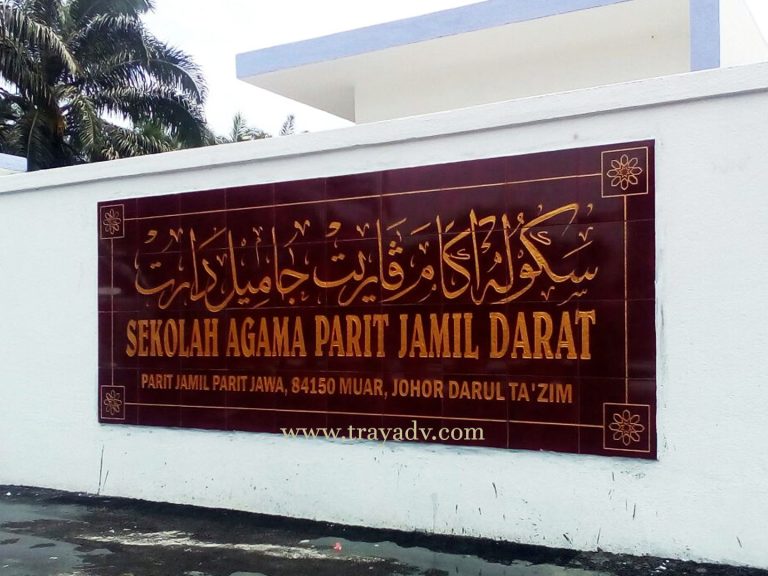 سكوله اݢام ڤاريت جاميل دارت
SEKOLAH AGAMA PARIT JAMIL DARAT
PARIT JAMIL PARIT JAWA, 84150 MUAR, JOHOR DARUL TA'ZIM
www.trayadv.com